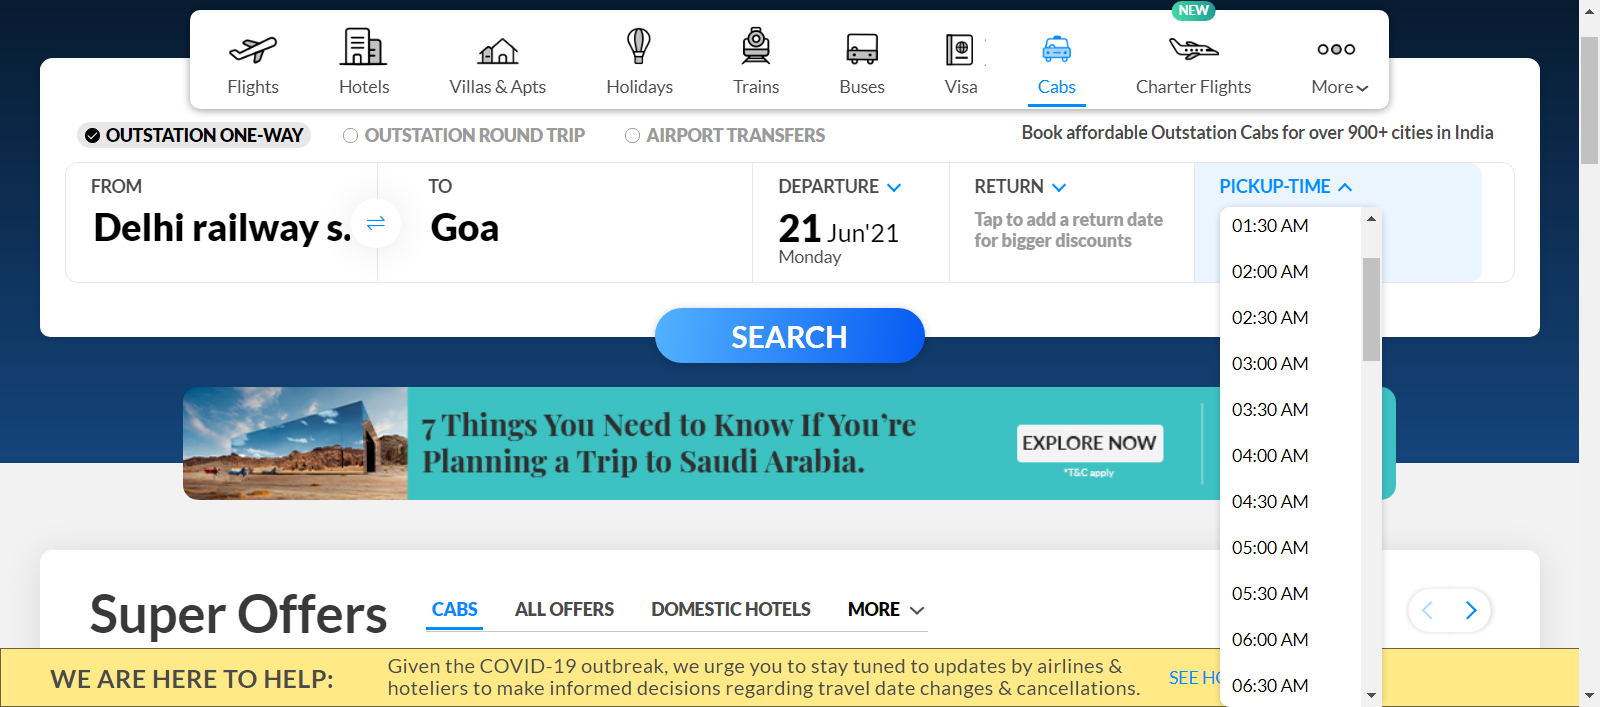 NEW
Flights
Hotels
Villas & Apts
Holidays
Trains
Buses
Visa
Cabs
Charter Flights
More
OUTSTATION ONE-WAY
OUTSTATION ROUND TRIP
AIRPORT TRANSFERS
Book affordable Outstation Cabs for over 900+ cities in India
FROM
Delhi railway s.
TO
Goa
DEPARTURE
21 Jun'21
Monday
RETURN
Tap to add a return date
for bigger discounts
PICKUP-TIME
01:30 AM
02:00 AM
02:30 AM
03:00 AM
03:30 AM
04:00 AM
04:30 AM
05:00 AM
05:30 AM
06:00 AM
06:30 AM
SEARCH
7 Things You Need to Know If You're
Planning a Trip to Saudi Arabia.
EXPLORE NOW
*T&C apply
Super Offers
CABS
ALL OFFERS
DOMESTIC HOTELS
MORE
WE ARE HERE TO HELP:
Given the COVID-19 outbreak, we urge you to stay tuned to updates by airlines &
hoteliers to make informed decisions regarding travel date changes & cancellations.
SEE